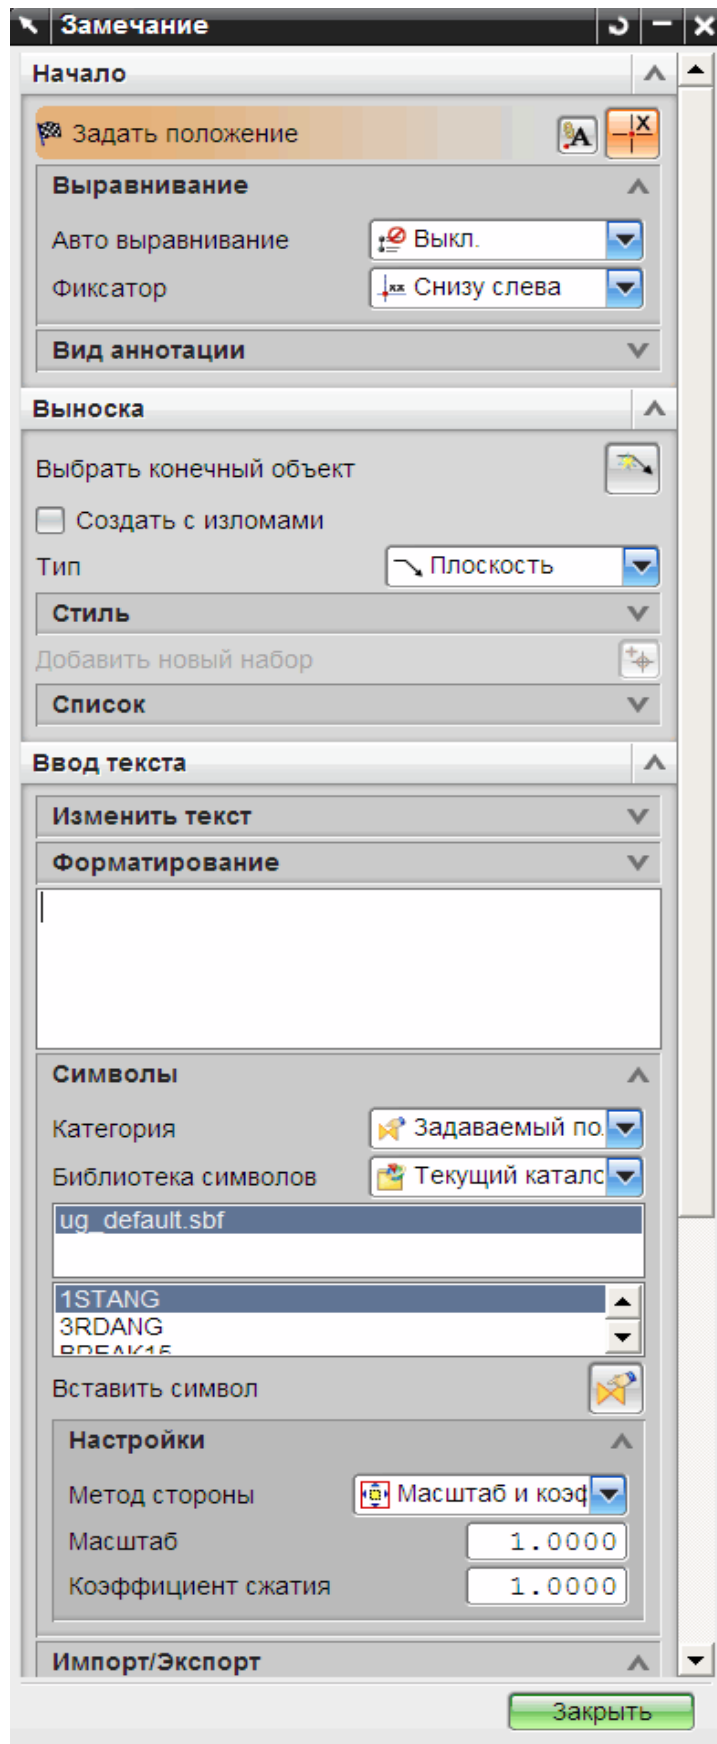 Замечание
Начало
Задать положение
Выравнивание
Авто выравнивание Выкл.
Фиксатор Снизу слева
Вид аннотации
Выноска
Выбрать конечный объект
Создать с изломами
Тип Плоскость
Стиль
Добавить новый набор
Список
Ввод текста
Изменить текст
Форматирование
Символы
Категория Задаваемый по
Библиотека символов Текущий катало
ug_default.sbf
1STANG
3RDANG
BREAK15
Вставить символ
Настройки
Метод стороны Масштаб и коэф
Масштаб 1.0000
Коэффициент сжатия 1.0000
Импорт/Экспорт
Закрыть